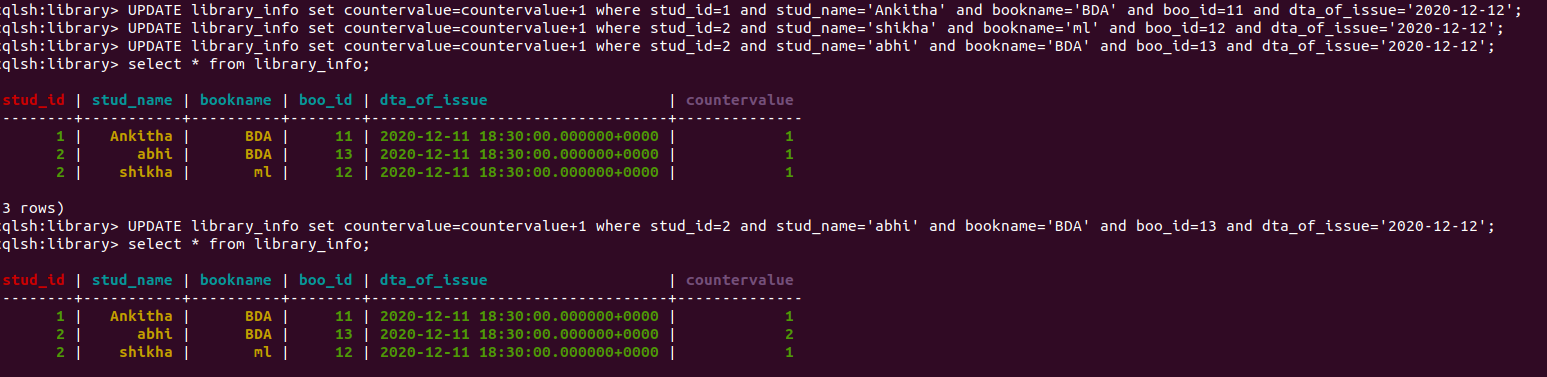 cqlsh:library> UPDATE library_info set countervalue=countervalue+1 where stud_id=1 and stud_name='Ankitha' and bookname='BDA' and boo_id=11 and dta_of_issue='2020-12-12';
cqlsh:library> UPDATE library_info set countervalue=countervalue+1 where stud_id=2 and stud_name='shikha' and bookname='ml' and boo_id=12 and dta_of_issue='2020-12-12';
cqlsh:library> UPDATE library_info set countervalue=countervalue+1 where stud_id=2 and stud_name='abhi' and bookname='BDA' and boo_id=13 and dta_of_issue='2020-12-12';
cqlsh:library> select * from library_info;
stud_id | stud_name | bookname | boo_id | dta_of_issue | countervalue
---------+-----------+----------+--------+---------------------------------+--------------
1 | Ankitha | BDA | 11 | 2020-12-11 18:30:00.000000+0000 | 1
2 | abhi | BDA | 13 | 2020-12-11 18:30:00.000000+0000 | 1
2 | shikha | ml | 12 | 2020-12-11 18:30:00.000000+0000 | 1
3 rows)
cqlsh:library> UPDATE library_info set countervalue=countervalue+1 where stud_id=2 and stud_name='abhi' and bookname='BDA' and boo_id=13 and dta_of_issue='2020-12-12';
cqlsh:library> select * from library_info;
stud_id | stud_name | bookname | boo_id | dta_of_issue | countervalue
---------+-----------+----------+--------+---------------------------------+--------------
1 | Ankitha | BDA | 11 | 2020-12-11 18:30:00.000000+0000 | 1
2 | abhi | BDA | 13 | 2020-12-11 18:30:00.000000+0000 | 2
2 | shikha | ml | 12 | 2020-12-11 18:30:00.000000+0000 | 1